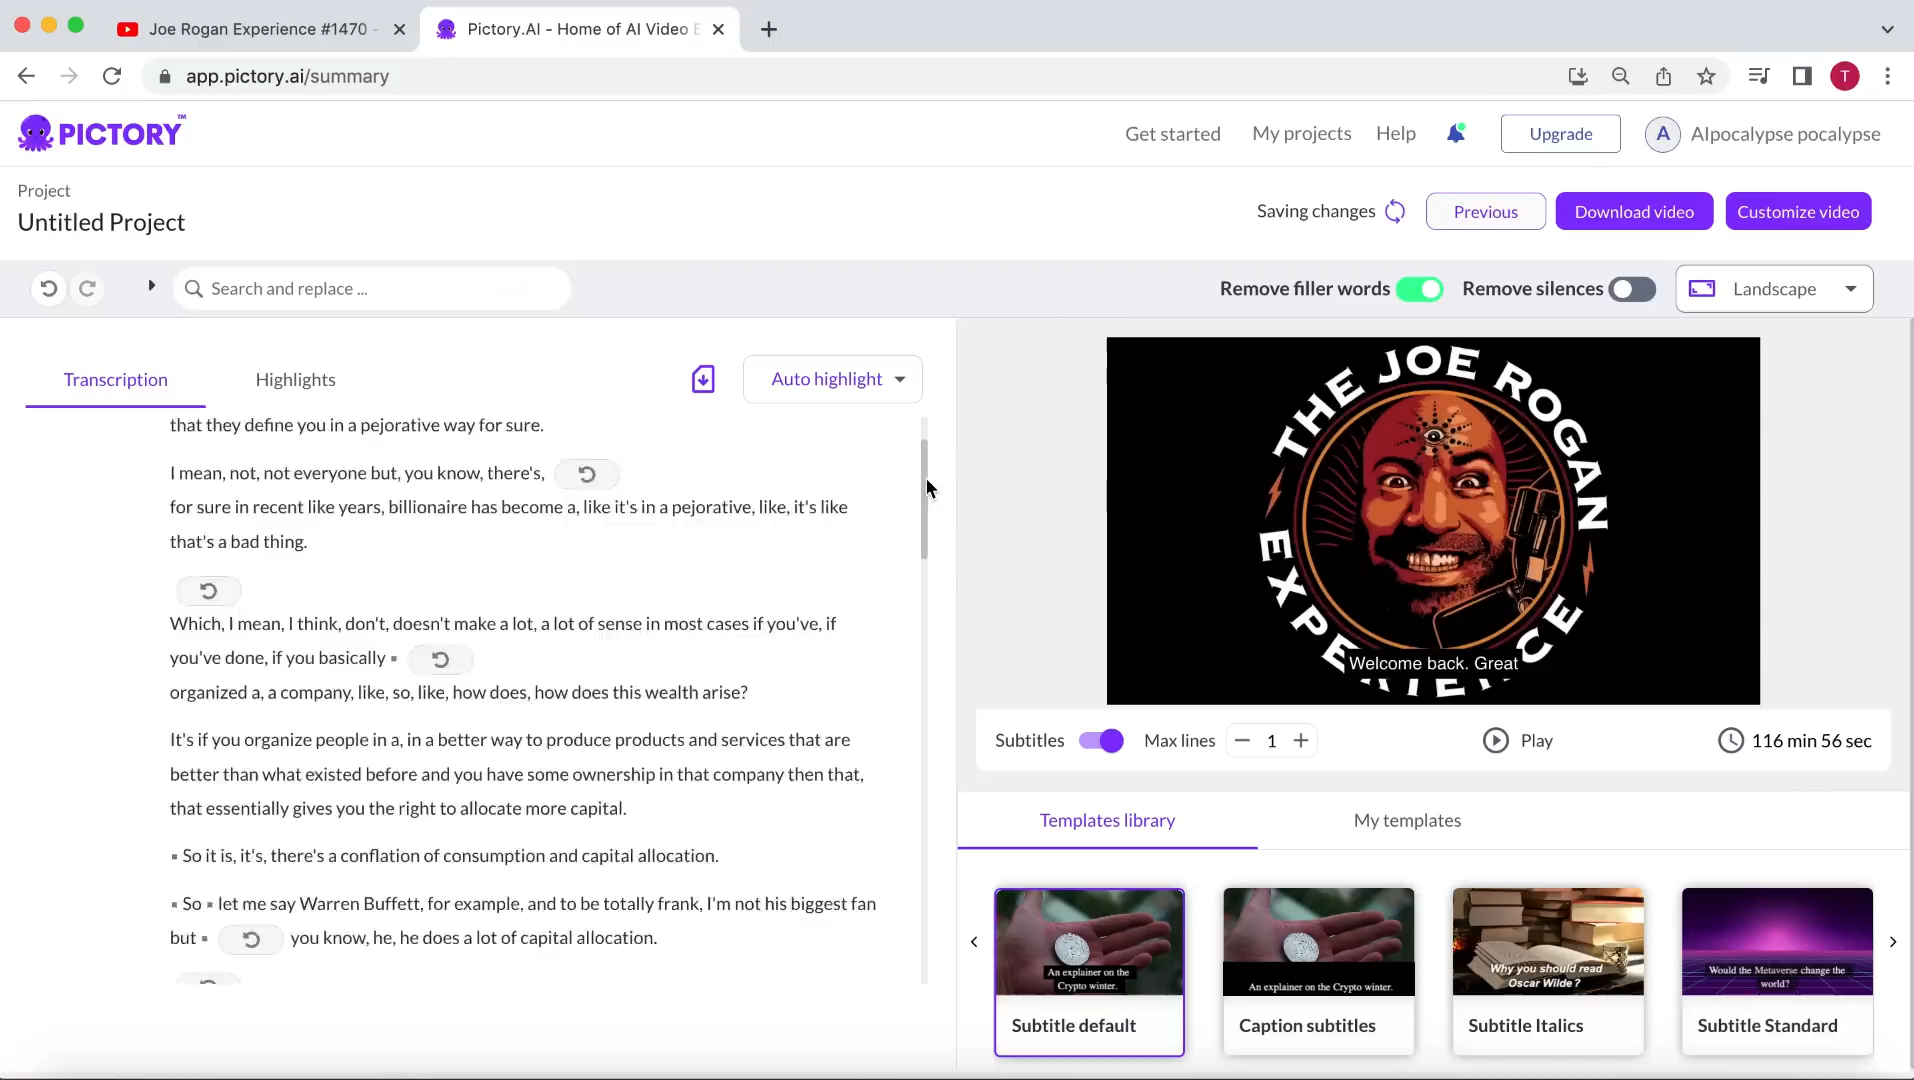 Joe Rogan Experience #1470 -
Pictory.AI - Home of AI Video E
app.pictory.ai/summary
T
PICTORY™
Get started
My projects
Help
Upgrade
A
AIpocalypse pocalypse
Project
Untitled Project
Saving changes
Previous
Download video
Customize video
Search and replace ...
Remove filler words
Remove silences
Landscape
Transcription
Highlights
Auto highlight
that they define you in a pejorative way for sure.
I mean, not, not everyone but, you know, there's,
for sure in recent like years, billionaire has become a, like it's in a pejorative, like, it's like
that's a bad thing.
Which, I mean, I think, don't, doesn't make a lot, a lot of sense in most cases if you've, if
you've done, if you basically
organized a, a company, like, so, like, how does, how does this wealth arise?
It's if you organize people in a, in a better way to produce products and services that are
better than what existed before and you have some ownership in that company then that,
that essentially gives you the right to allocate more capital.
▪ So it is, it's, there's a conflation of consumption and capital allocation.
▪ So ▪ let me say Warren Buffett, for example, and to be totally frank, I'm not his biggest fan
but ▪ you know, he, he does a lot of capital allocation.
THE JOE ROGAN
EXPERIENCE
Welcome back. Great
Subtitles
Max lines
1
Play
116 min 56 sec
Templates library
My templates
An explainer on the
Crypto winter.
Subtitle default
An explainer on the Crypto winter.
Caption subtitles
Why you should read
Oscar Wilde ?
Subtitle Italics
Would the Metaverse change the
world?
Subtitle Standard